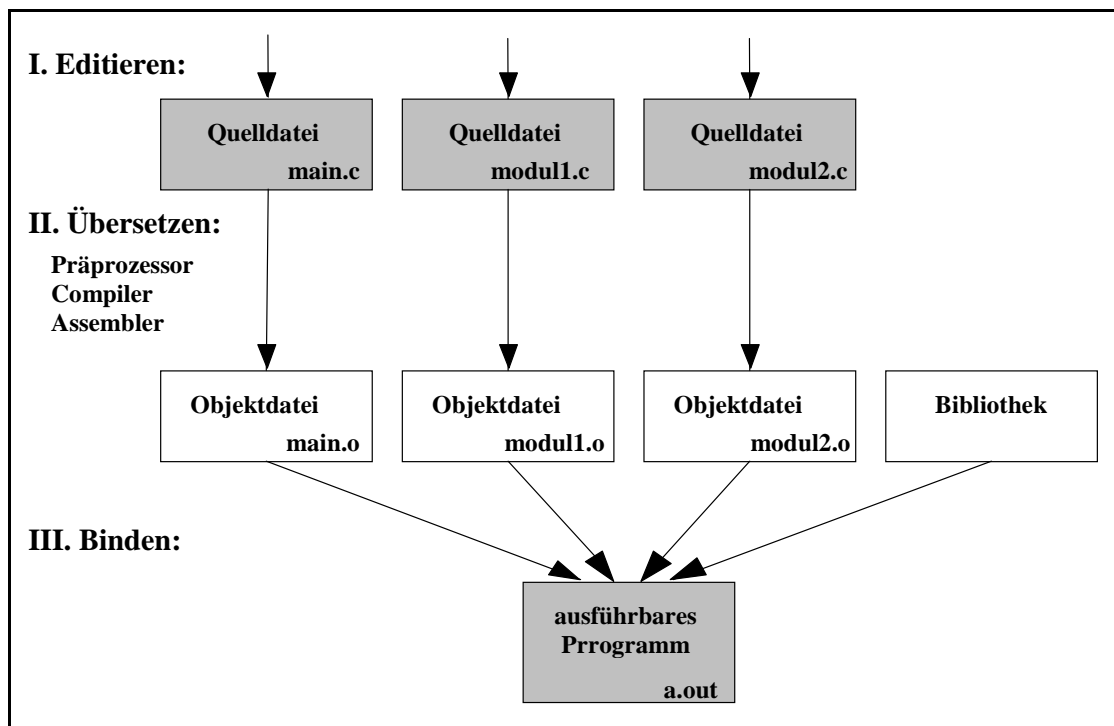 I. Editieren:
Quelldatei
main.c
Quelldatei
modul1.c
Quelldatei
modul2.c
II. Übersetzen:
Präprozessor
Compiler
Assembler
Objektdatei
main.o
Objektdatei
modul1.o
Objektdatei
modul2.o
Bibliothek
III. Binden:
ausführbares
Prrogramm
a.out